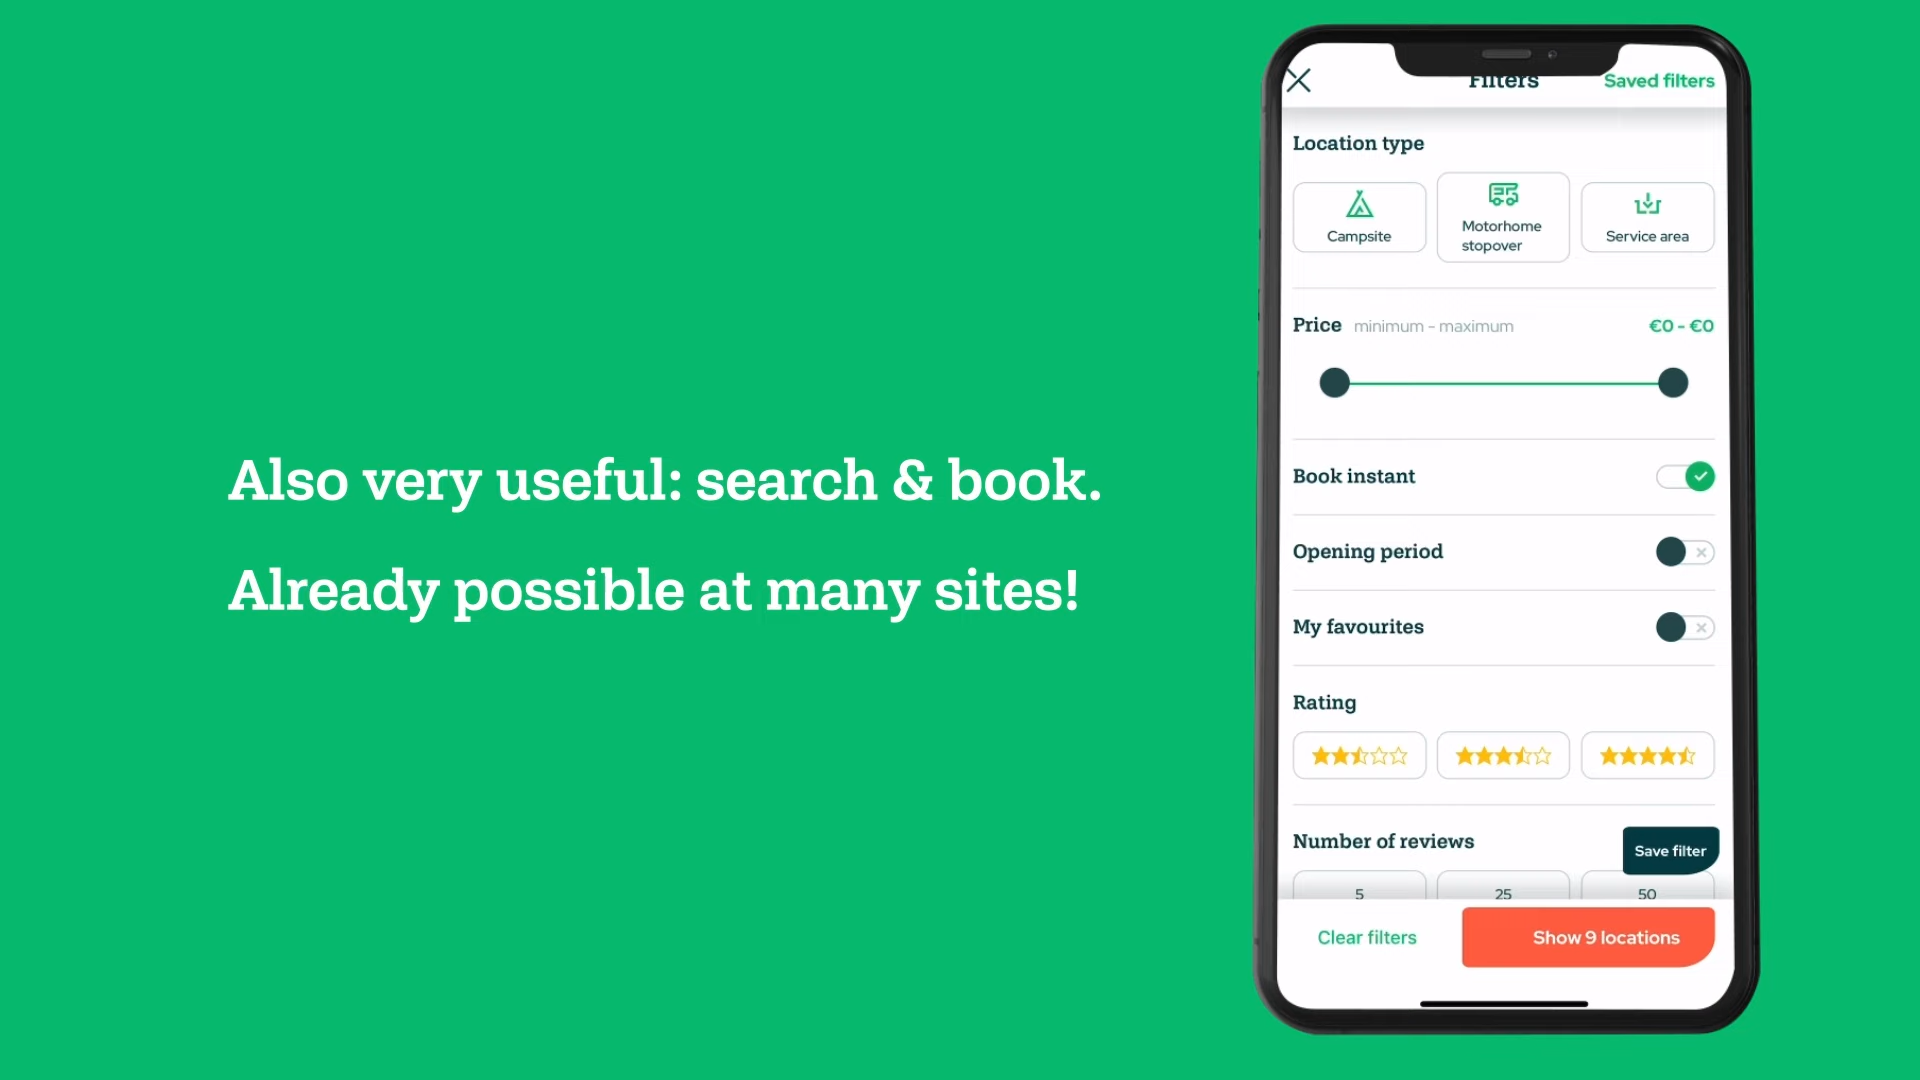 Also very useful: search & book.
Already possible at many sites!
Filters
Saved filters
Location type
Campsite
Motorhome
stopover
Service area
Price minimum - maximum €0 - €0
Book instant
Opening period
My favourites
Rating
Number of reviews
Save filter
5 25 50
Clear filters
Show 9 locations